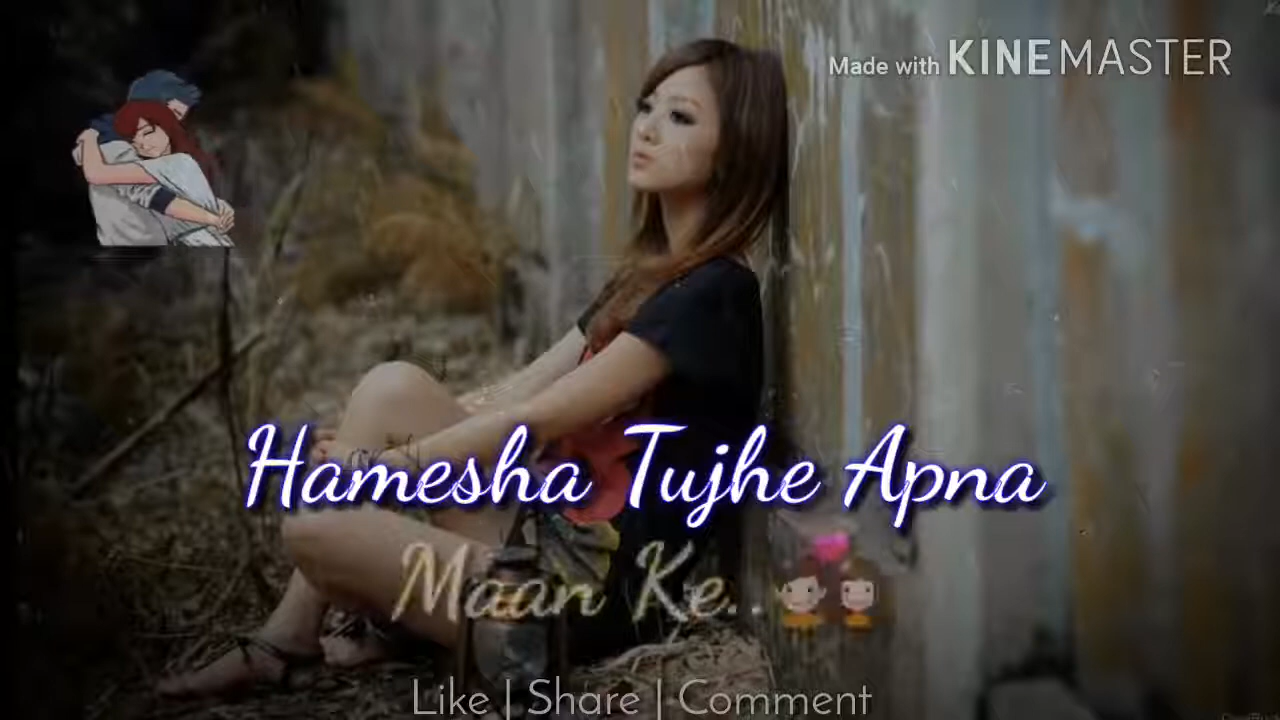 Made with KINEMASTER
Hamesha Tujhe Apna
Maan Ke..
Like | Share | Comment